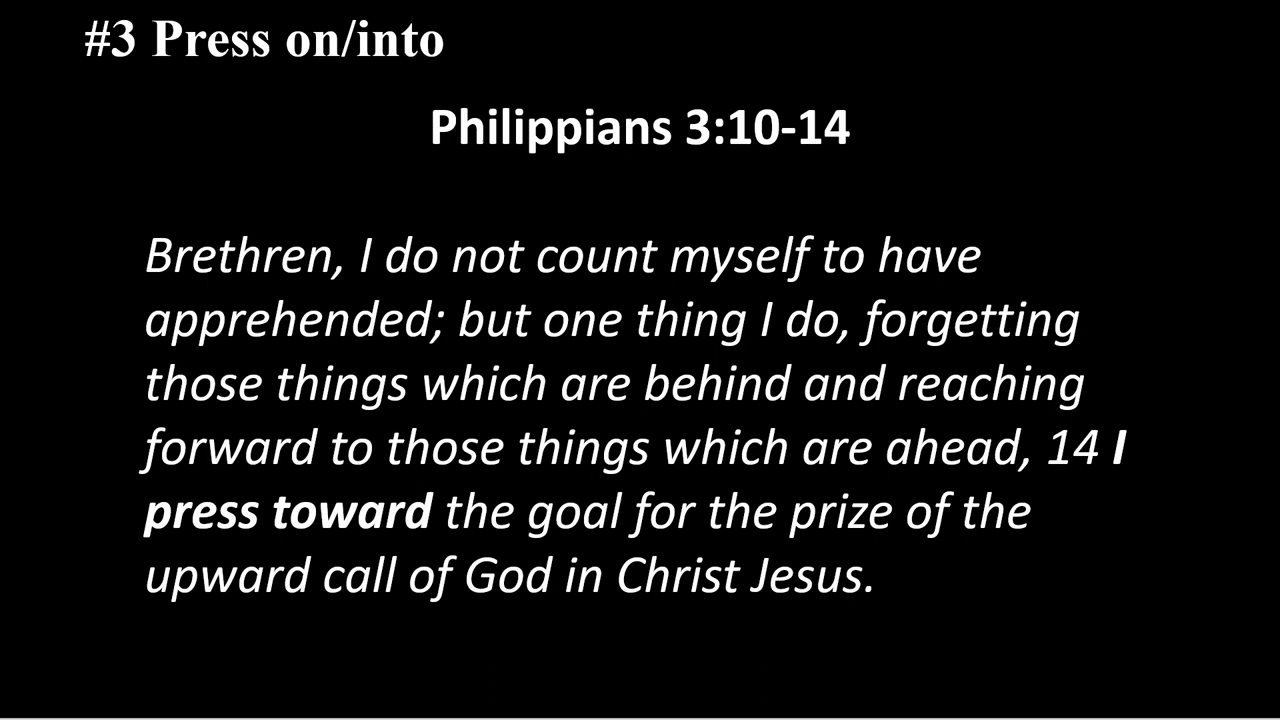 #3 Press on/into
Philippians 3:10-14
Brethren, I do not count myself to have
apprehended; but one thing I do, forgetting
those things which are behind and reaching
forward to those things which are ahead, 14 I
press toward the goal for the prize of the
upward call of God in Christ Jesus.